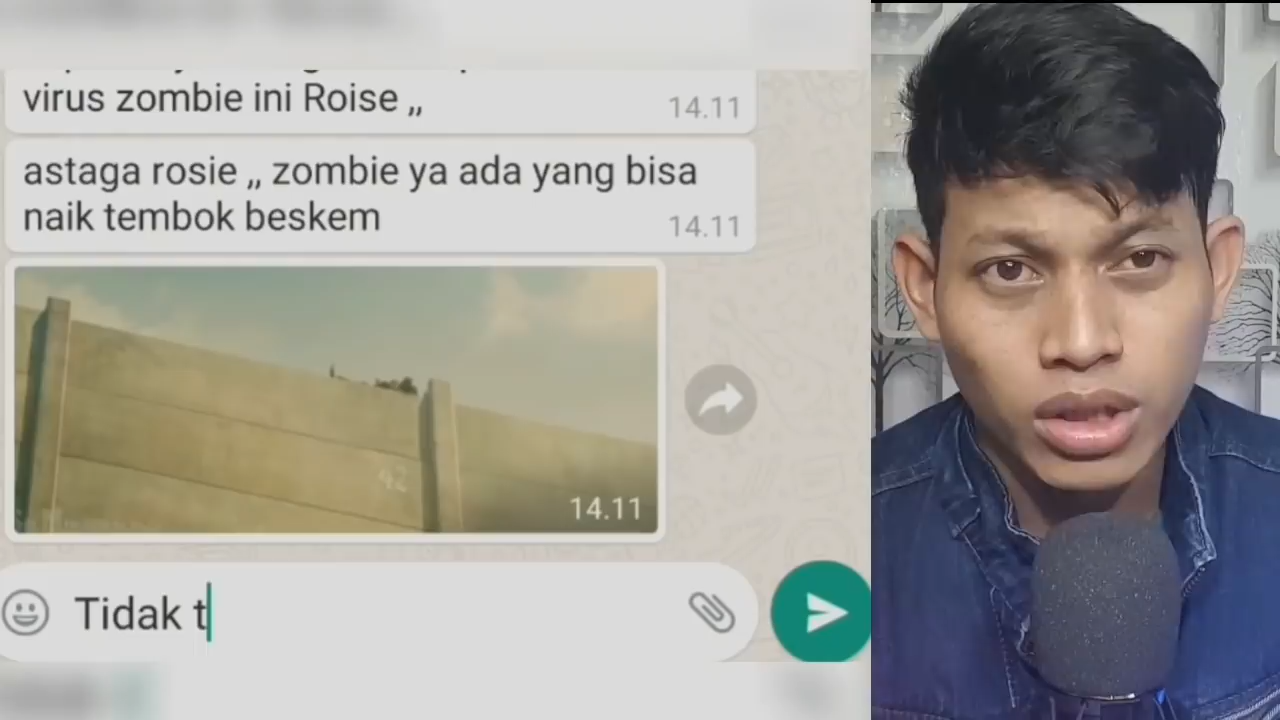 virus zombie ini Roise ,,
14.11
astaga rosie ,, zombie ya ada yang bisa
naik tembok beskem
14.11
42
14.11
Tidak t